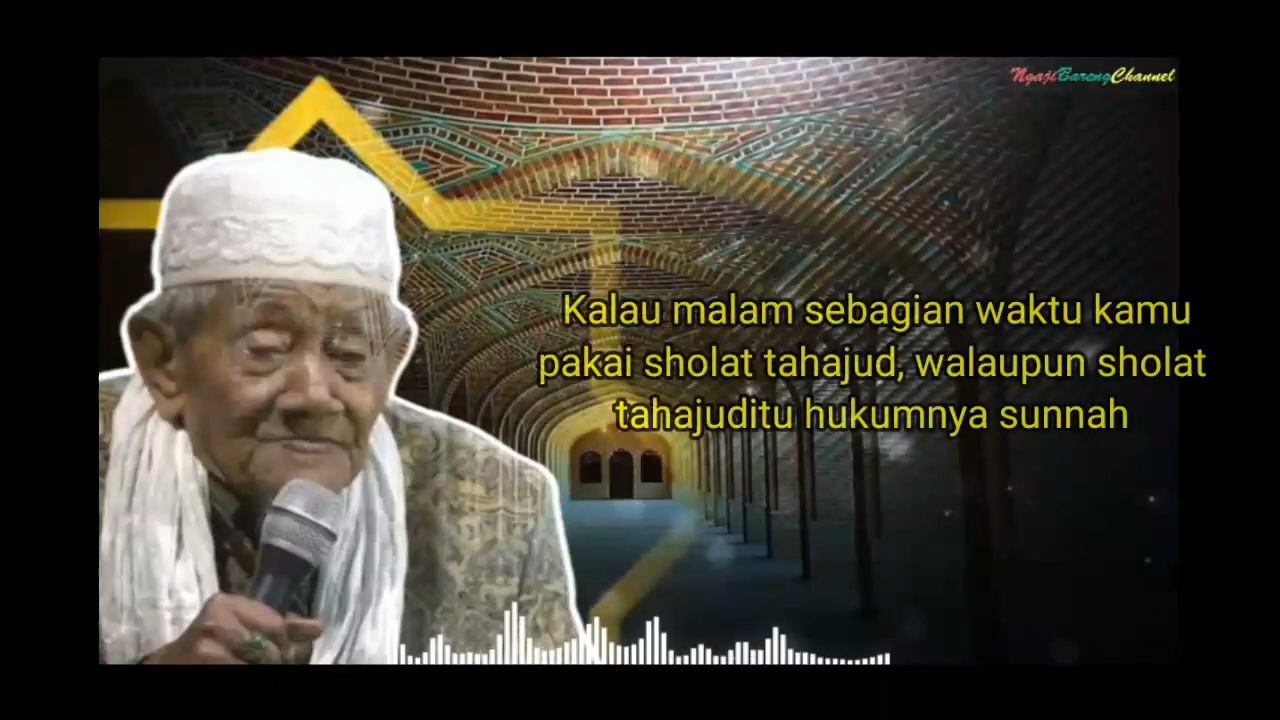 NgajiBarengChannel
Kalau malam sebagian waktu kamu
pakai sholat tahajud, walaupun sholat
tahajuditu hukumnya sunnah